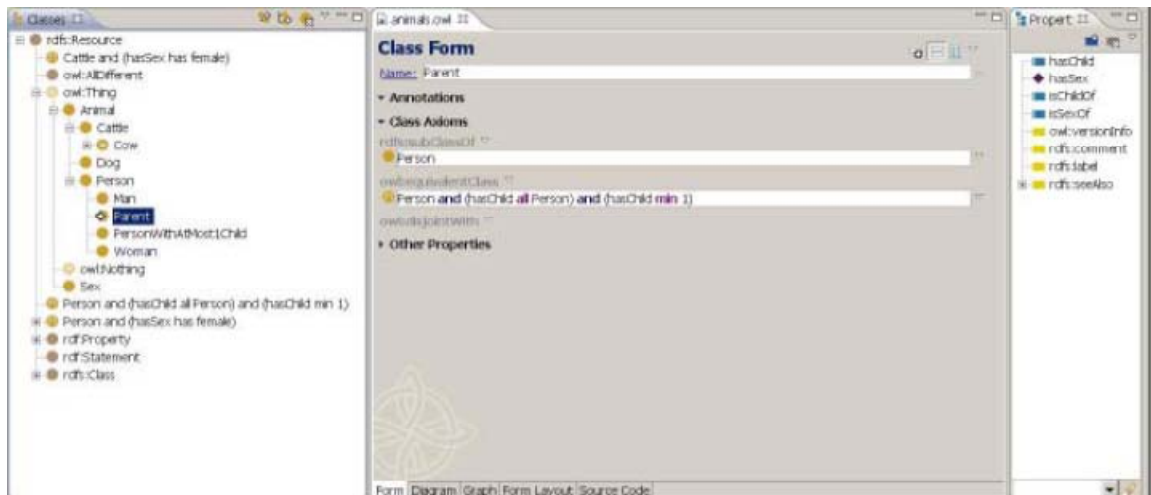 Classes
rdfs:Resource
Cattle and (hasSex has female)
owl:AllDifferent
owl:Thing
Animal
Cattle
Cow
Dog
Person
Man
Parent
PersonWithAtMost1Child
Woman
owl:Nothing
Sex
Person and (hasChild all Person) and (hasChild min 1)
Person and (hasSex has female)
rdf:Property
rdf:Statement
rdfs:Class
animals.owl
Class Form
Name: Parent
Annotations
Class Axioms
rdfs:subClassOf
Person
owl:equivalentClass
Person and (hasChild all Person) and (hasChild min 1)
owl:disjointWith
Other Properties
Form Diagram Graph Form Layout Source Code
Propert
hasChild
hasSex
isChildOf
isSexOf
owl:versionInfo
rdfs:comment
rdfs:label
rdfs:seeAlso